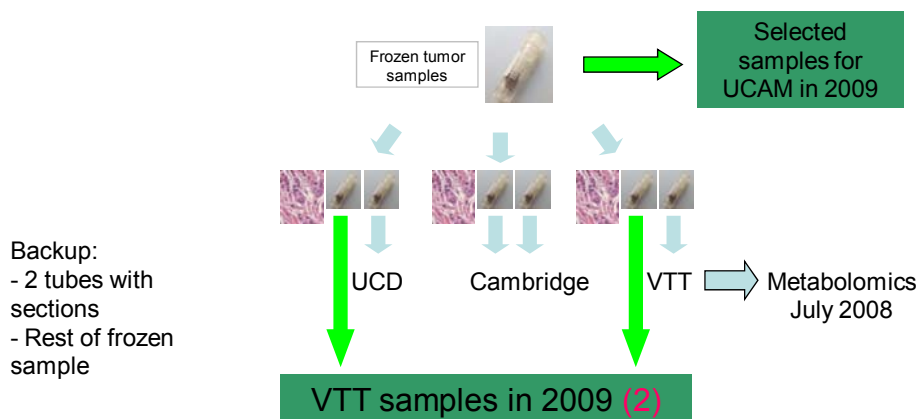 Frozen tumor
samples
Selected
samples for
UCAM in 2009
Backup:
- 2 tubes with
sections
- Rest of frozen
sample
UCD
Cambridge
VTT
Metabolomics
July 2008
VTT samples in 2009 (2)